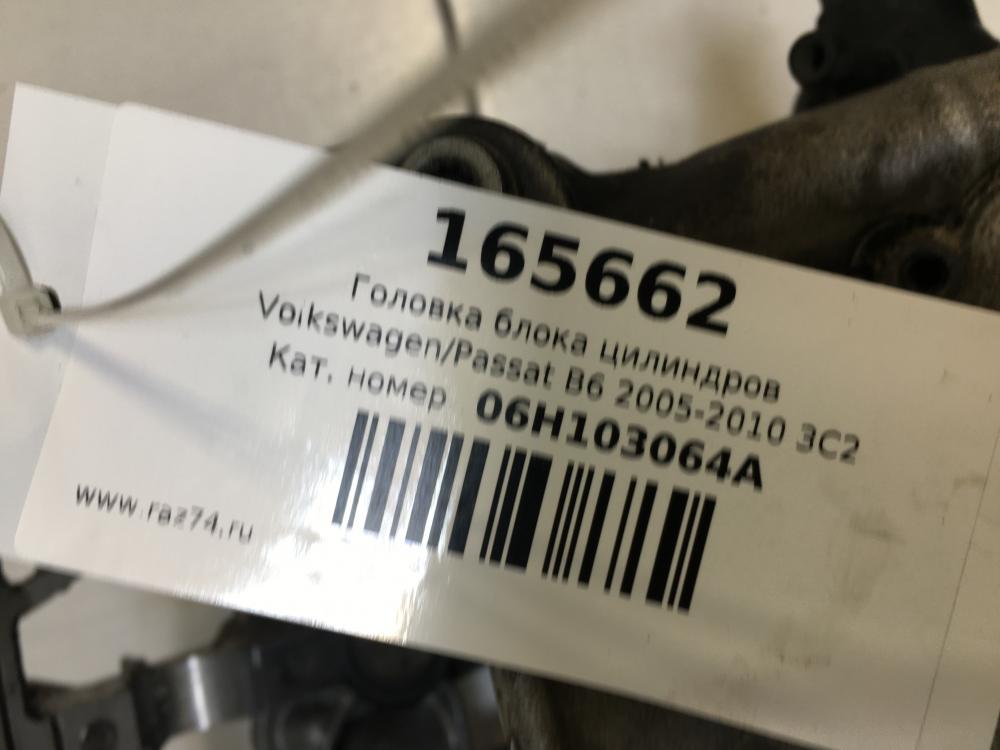 165662
Головка блока цилиндров
Volkswagen/Passat B6 2005-2010 3C2
Кат. номер 06H103064A
www.raz74.ru